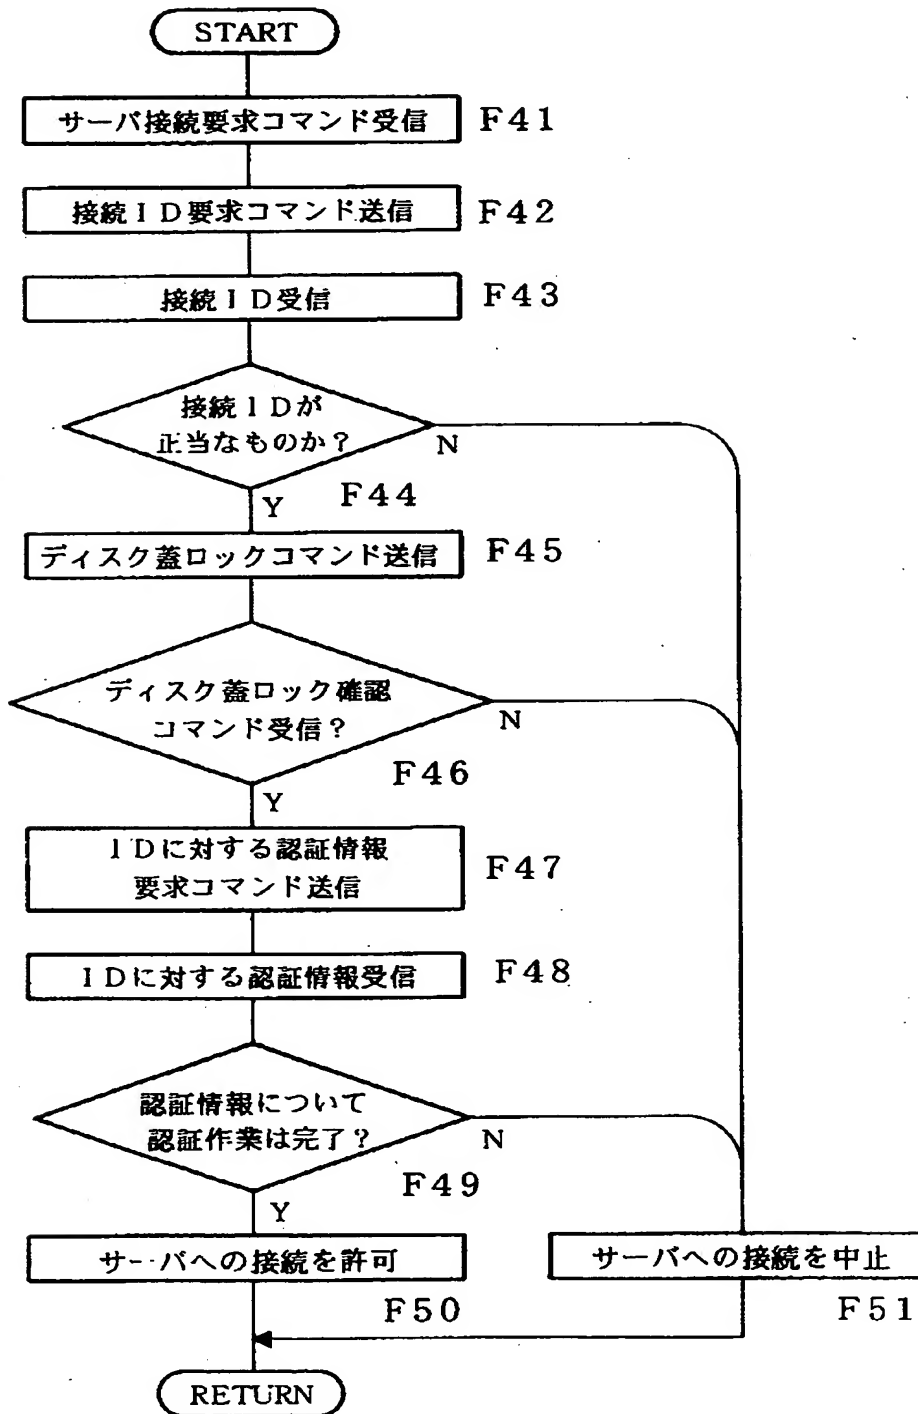 START
サーバ接続要求コマンド受信
F41
接続ID要求コマンド送信
F42
接続ID受信
F43
接続IDが
正当なものか?
N
Y
F44
ディスク蓋ロックコマンド送信
F45
ディスク蓋ロック確認
コマンド受信?
N
F46
Y
IDに対する認証情報
要求コマンド送信
F47
IDに対する認証情報受信
F48
認証情報について
認証作業は完了?
N
F49
Y
サーバへの接続を許可
サーバへの接続を中止
F50
F51
RETURN